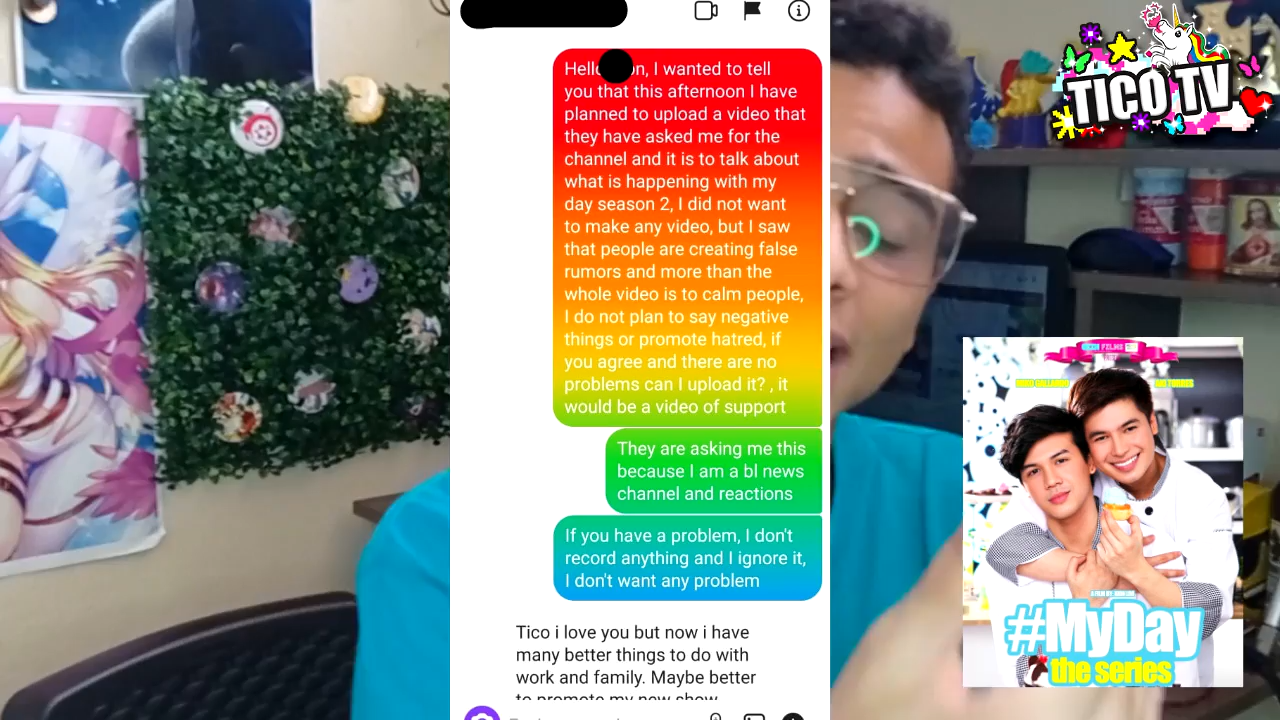 Hello
n, I wanted to tell
you that this afternoon I have
planned to upload a video that
they have asked me for the
channel and it is to talk about
what is happening with my
day season 2, I did not want
to make any video, but I saw
that people are creating false
rumors and more than the
whole video is to calm people,
I do not plan to say negative
things or promote hatred, if
you agree and there are no
problems can I upload it? , it
would be a video of support
They are asking me this
because I am a bl news
channel and reactions
If you have a problem, I don't
record anything and I ignore it,
I don't want any problem
Tico i love you but now i have
many better things to do with
work and family. Maybe better
to promote my new show
TICO TV
#MyDay
the series